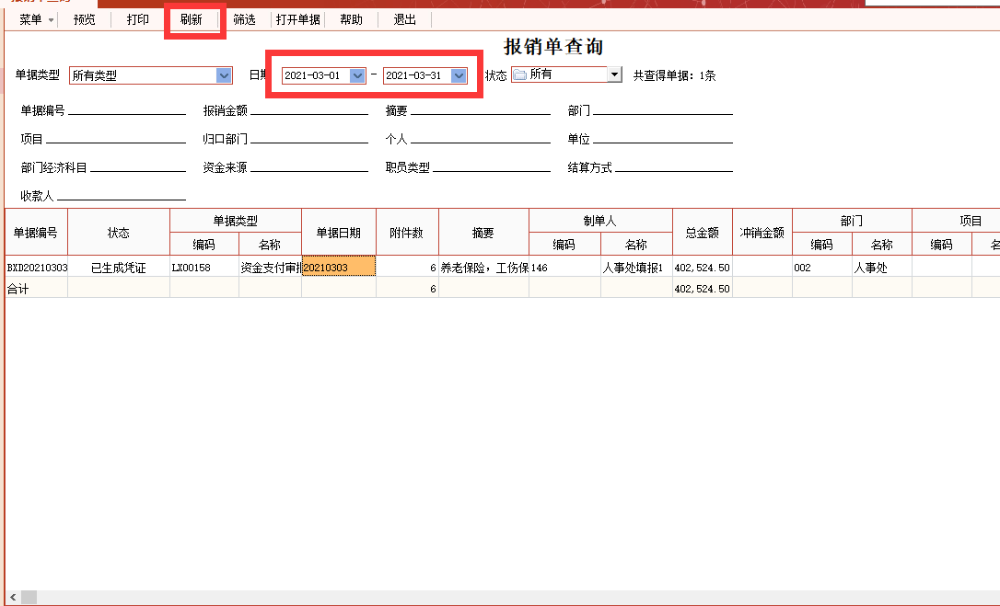 菜单 预览 打印 刷新 筛选 打开单据 帮助 退出
报销单查询
单据类型 所有类型 日期 2021-03-01 - 2021-03-31 状态 所有 共查得单据: 1条
单据编号 报销金额 摘要 部门
项目 归口部门 个人 单位
部门经济科目 资金来源 职员类型 结算方式
收款人
单据编号 状态 单据类型 单据日期 附件数 摘要 制单人 总金额 冲销金额 部门 项目
编码 名称 编码 名称 编码 名称 编码
BXD20210303 已生成凭证 LX00158 资金支付审 20210303 6 养老保险，工伤保 146 人事处填报1 402,524.50 002 人事处
合计 6 402,524.50